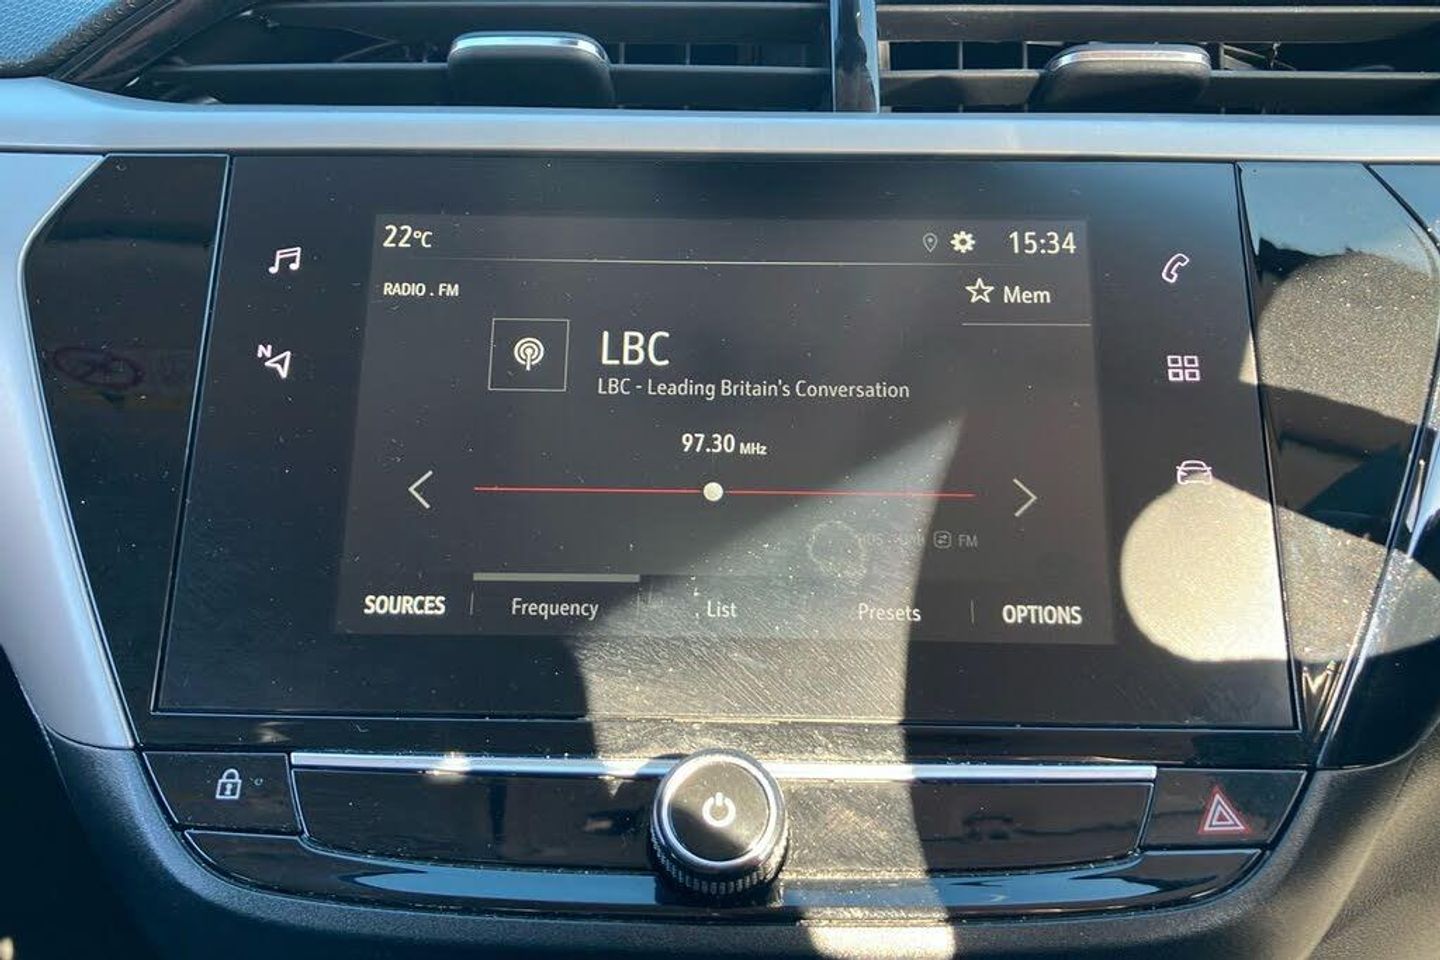 22°C 15:34
RADIO . FM Mem
LBC
LBC - Leading Britain's Conversation
97.30 MHz
N
FM
SOURCES Frequency List Presets OPTIONS